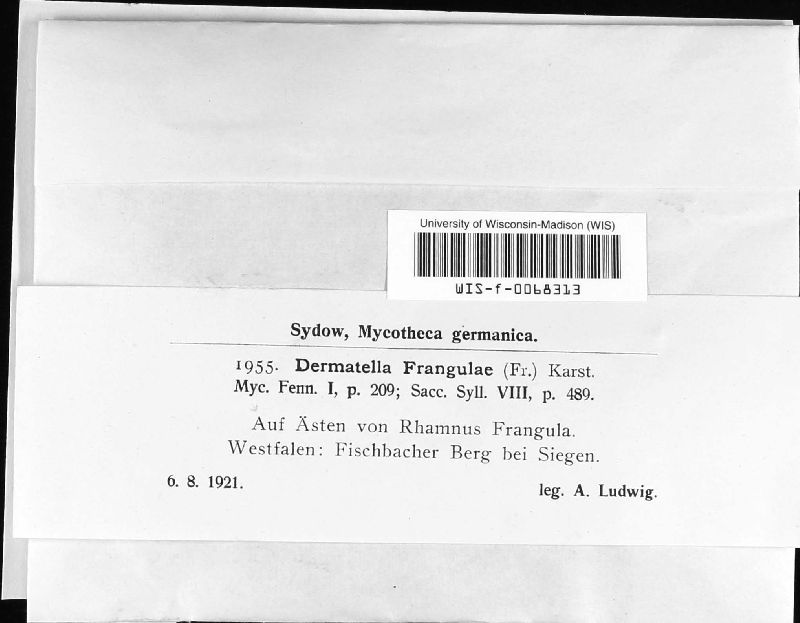 University of Wisconsin-Madison (WIS)
WIS-f-0068313
Sydow, Mycotheca germanica.
1955. Dermatella Frangulae (Fr.) Karst.
Myc. Fenn. I, p. 209; Sacc. Syll. VIII, p. 489.
Auf Ästen von Rhamnus Frangula.
Westfalen: Fischbacher Berg bei Siegen.
6. 8. 1921.
leg. A. Ludwig.